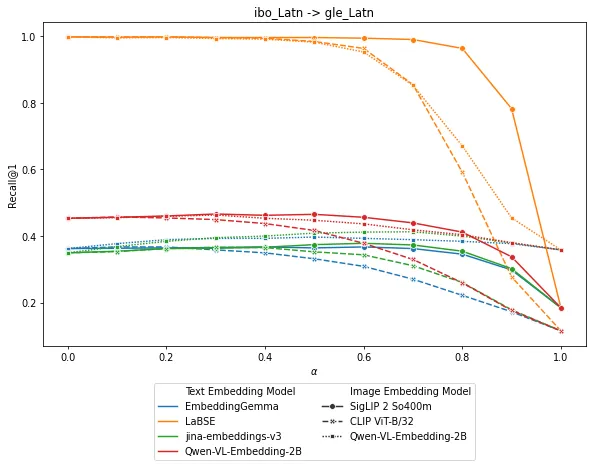 ibo_Latn -> gle_Latn
Recall@1
1.0
0.8
0.6
0.4
0.2
0.0 0.2 0.4 0.6 0.8 1.0
α
Text Embedding Model Image Embedding Model
EmbeddingGemma SigLIP 2 So400m
LaBSE CLIP ViT-B/32
jina-embeddings-v3 Qwen-VL-Embedding-2B
Qwen-VL-Embedding-2B